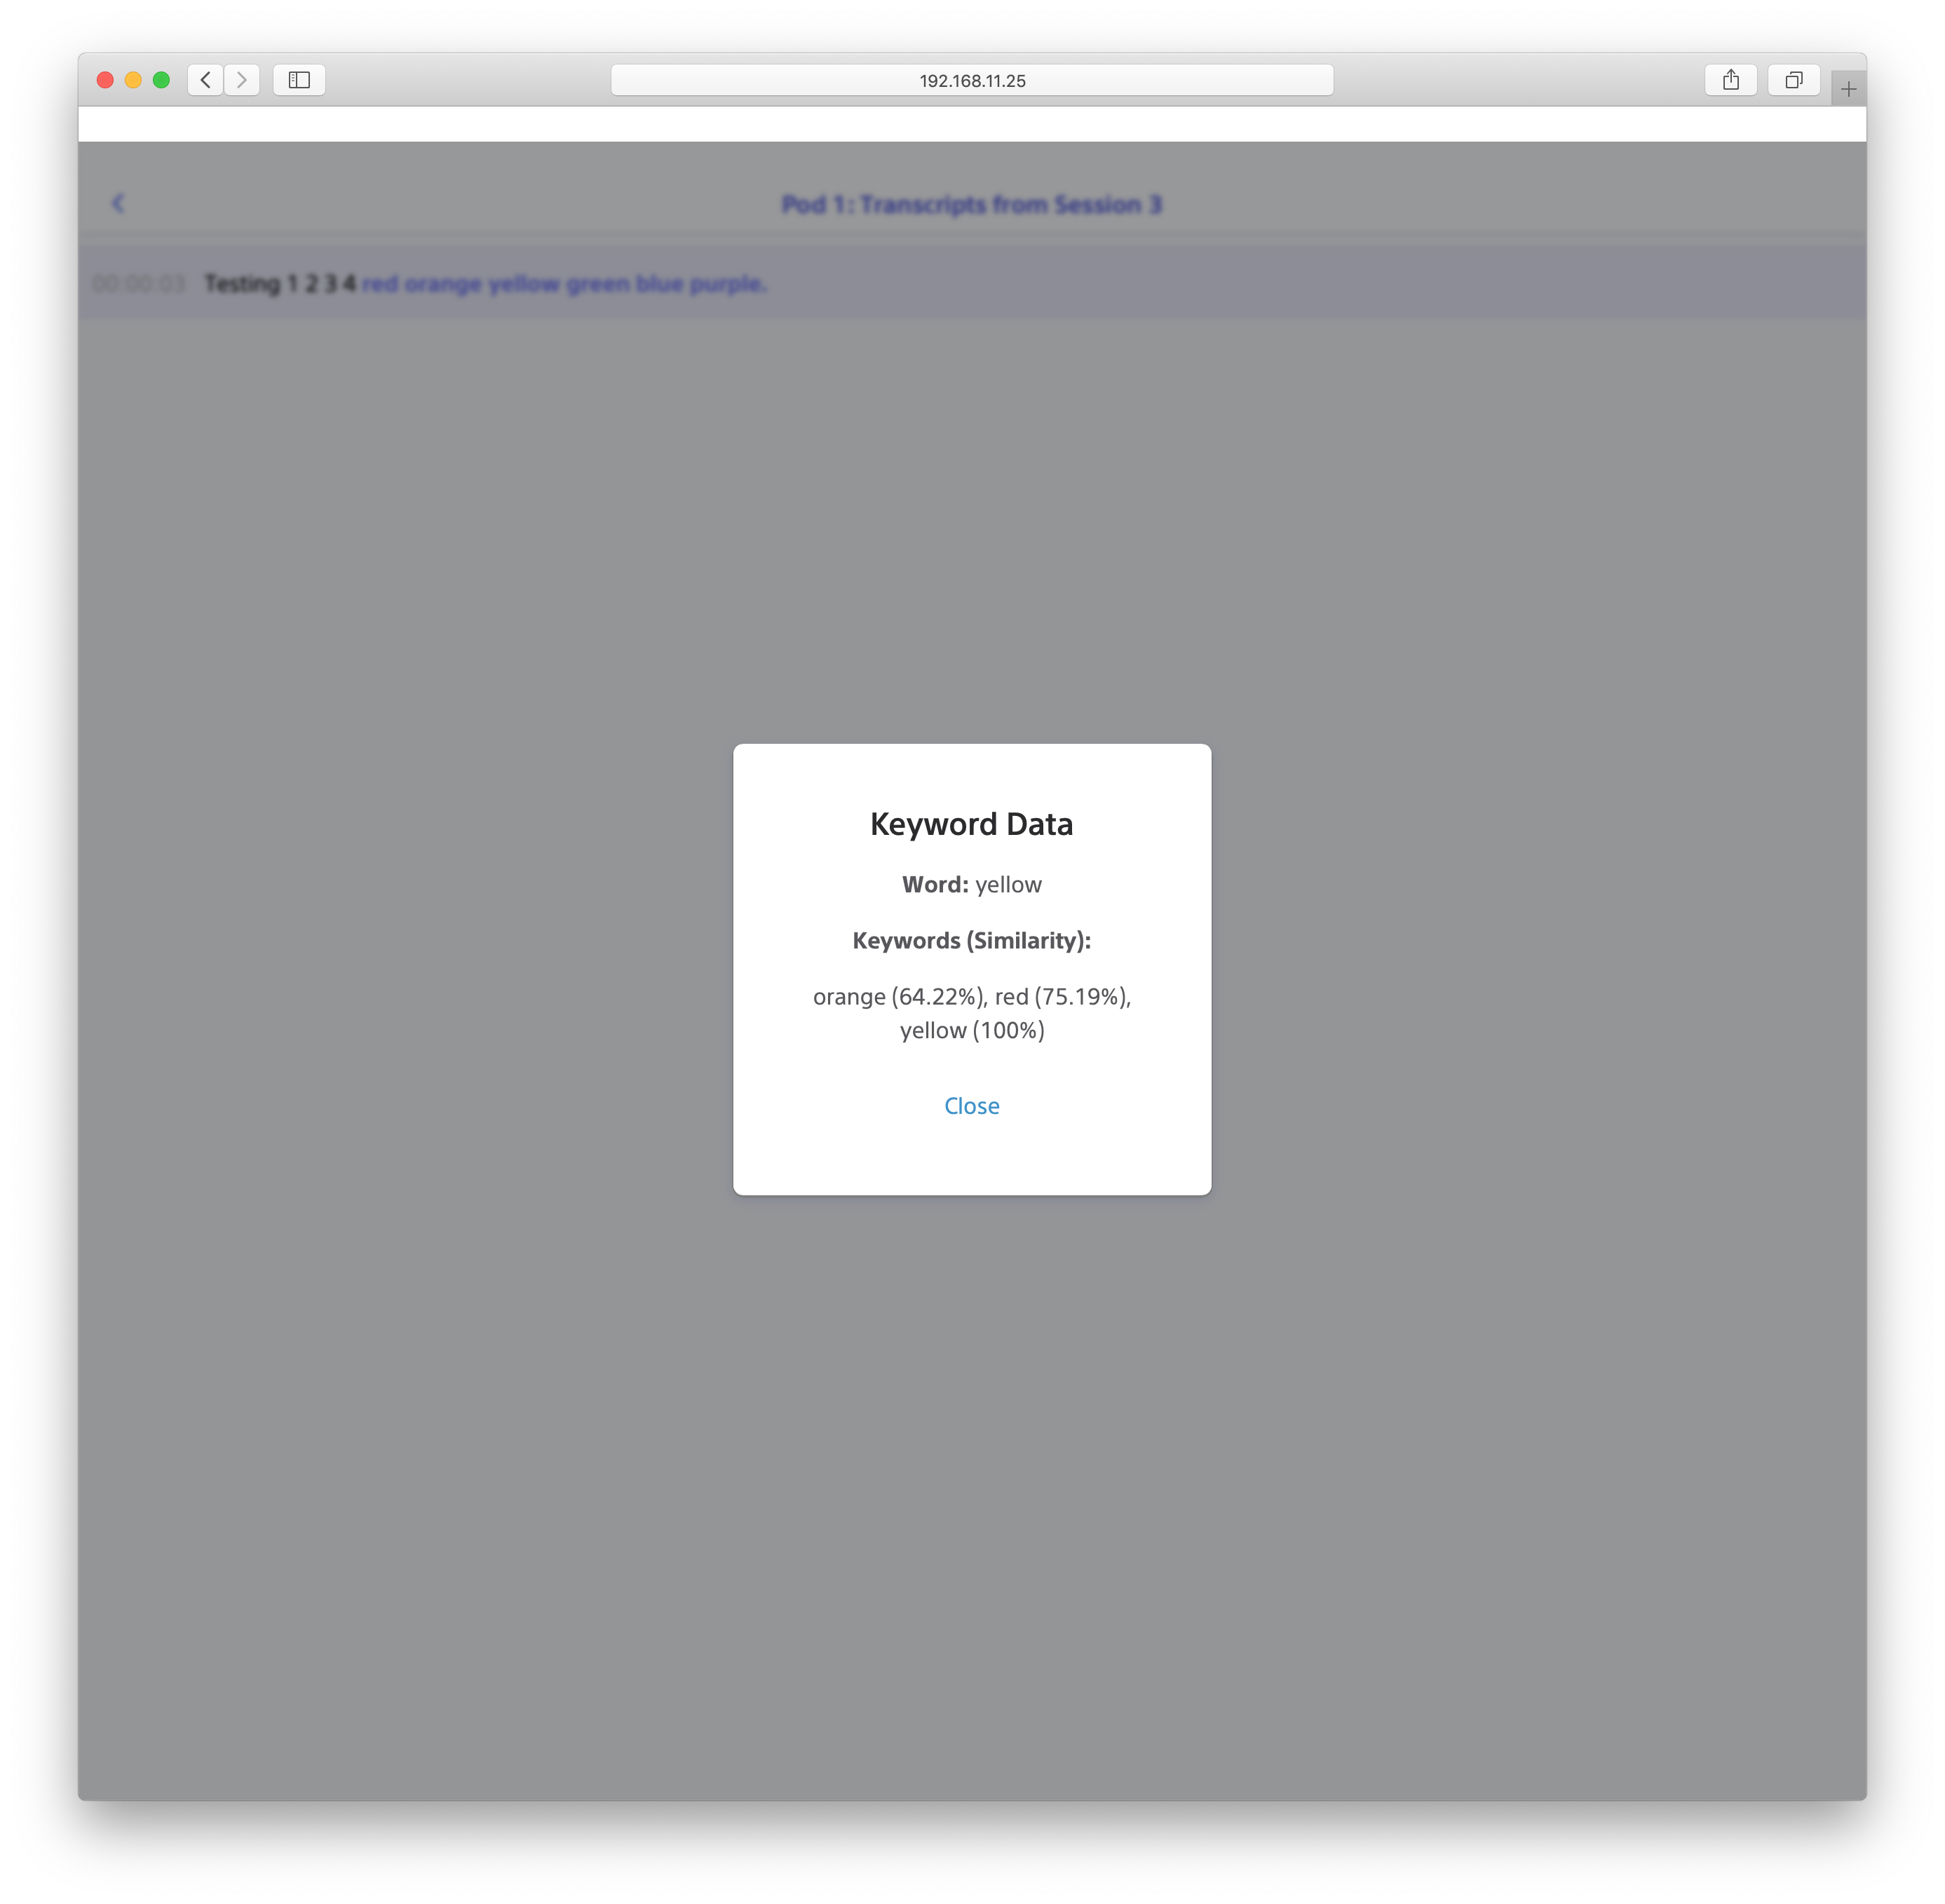 192.168.11.25
Pod 1: Transcripts from Session 3
00:00:03 Testing 1 2 3 4 red orange yellow green blue purple.
Keyword Data
Word: yellow
Keywords (Similarity):
orange (64.22%), red (75.19%),
yellow (100%)
Close